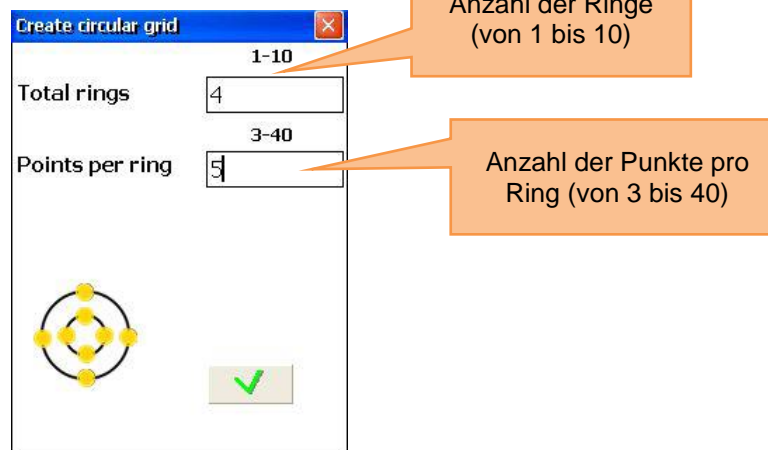 Create circular grid
1-10
Total rings
4
3-40
Points per ring
5
Anzahl der Ringe
(von 1 bis 10)
Anzahl der Punkte pro
Ring (von 3 bis 40)